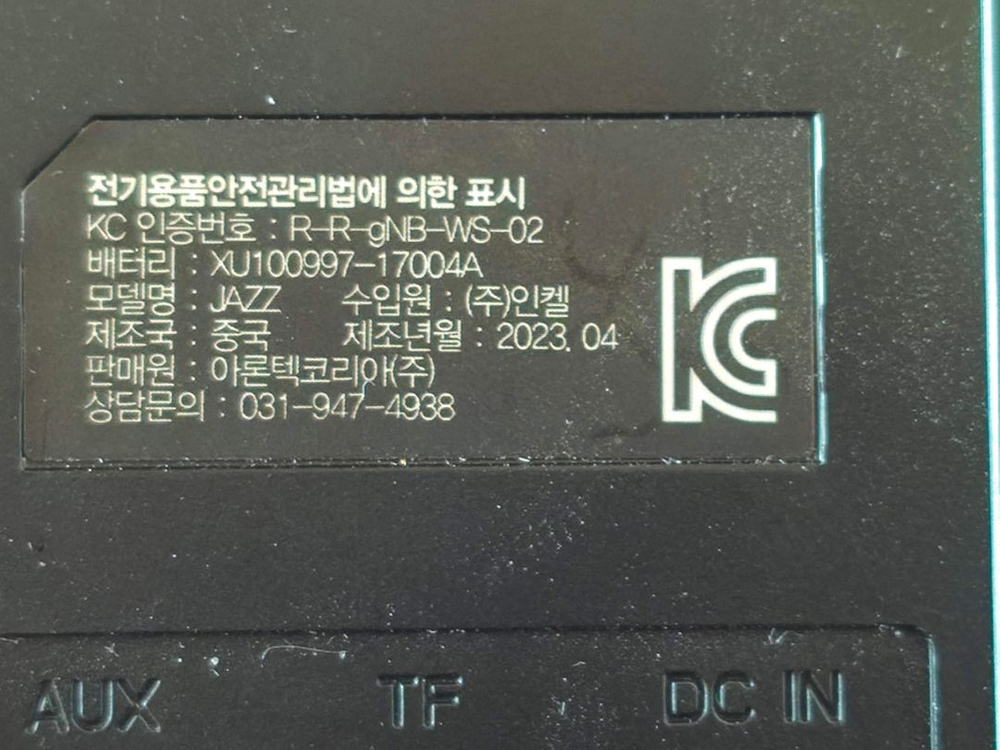 전기용품안전관리법에 의한 표시
KC 인증번호 : R-R-gNB-WS-02
배터리 : XU100997-17004A
모델명 : JAZZ 수입원 : (주)인켈
제조국 : 중국 제조년월 : 2023. 04
판매원 : 아론텍코리아(주)
상담문의 : 031-947-4938
KC
AUX TF DC IN